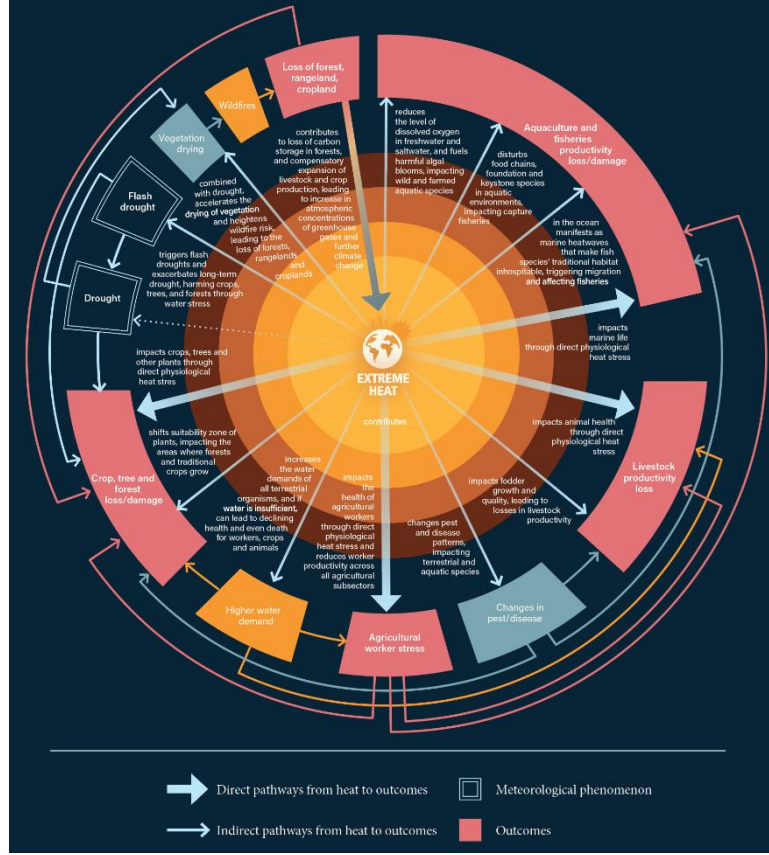 Loss of forest,
rangeland,
cropland
Wildfires
Vegetation
drying
Flash
drought
Drought
Aquaculture and
fisheries
productivity
loss/damage
contributes
to loss of carbon
storage in forests,
and compensatory
expansion of
livestock and crop
production, leading
to increase in
atmospheric
concentrations
of greenhouse
gases and
further
climate
change
reduces
the level of
dissolved oxygen in
freshwater and
saltwater, and fuels
harmful algal
blooms, impacting
wild and farmed
aquatic species
disturbs
food chains,
foundation and
keystone species
in aquatic
environments,
impacting capture
fisheries
in the ocean
manifests as
marine heatwaves
that make fish
species' traditional habitat
inhospitable, triggering migration
and affecting fisheries
combined
with drought,
accelerates the
drying of vegetation
and heightens
wildfire risk,
leading to the
loss of forests,
rangelands
and
croplands
triggers flash
droughts and
exacerbates long-term
drought, harming crops,
trees, and forests through
water stress
impacts
marine life
through direct physiological
heat stress
impacts crops, trees and
other plants through
direct physiological
heat stres
EXTREME
HEAT
contributes
impacts animal health
through direct
physiological heat
stress
Livestock
productivity
loss
shifts suitability zone of
plants, impacting the
areas where forests
and traditional
crops grow
Crop, tree and
forest
loss/damage
increases
the water
demands of
all terrestrial
organisms, and if
water is insufficient,
can lead to declining
health and even death
for workers, crops
and animals
impacts
the
health of
agricultural
workers
through direct
physiological
heat stress and
reduces worker
productivity across
all agricultural
subsectors
impacts fodder
growth and
quality, leading to
losses in livestock
productivity
changes pest
and disease
patterns,
impacting
terrestrial and
aquatic species
Higher water
demand
Agricultural
worker stress
Changes in
pest/disease
Direct pathways from heat to outcomes
Meteorological phenomenon
Indirect pathways from heat to outcomes
Outcomes